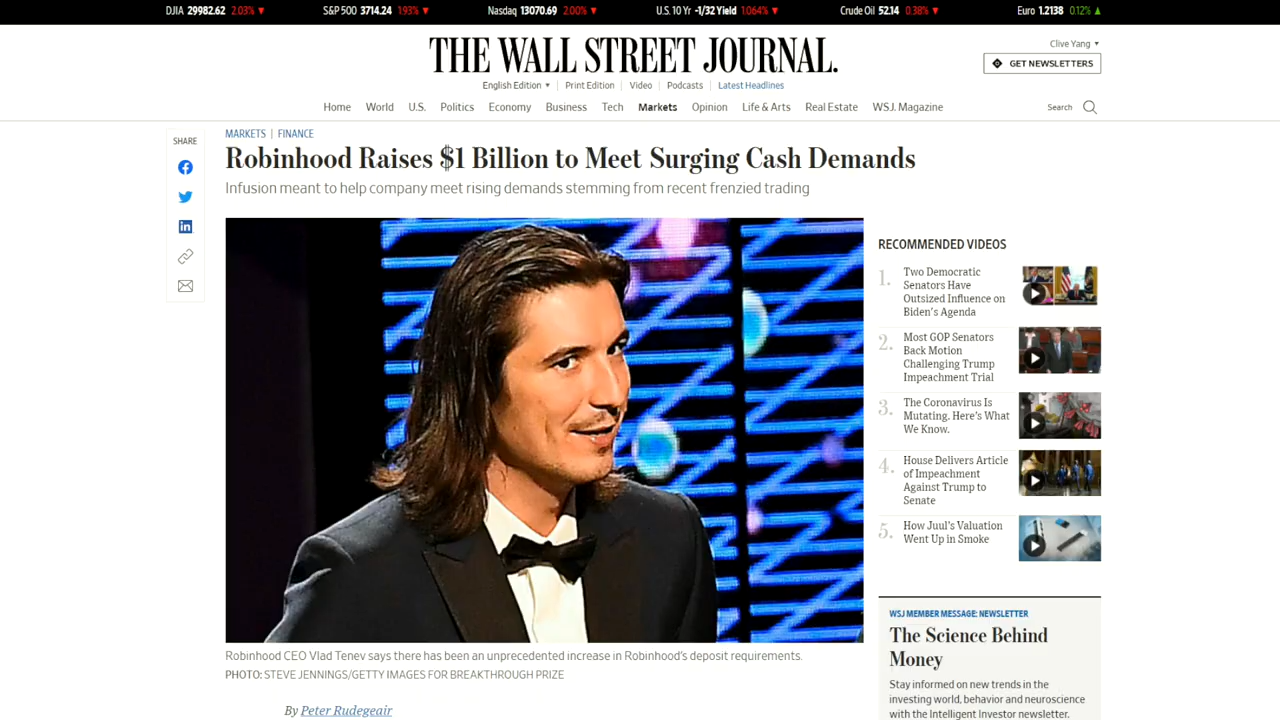 DJIA 29982.62 2.03% ▼ S&P 500 3714.24 1.93% ▼ Nasdaq 13070.69 2.00% ▼ U.S. 10 Yr -1/32 Yield 1.064% ▼ Crude Oil 52.14 0.38% ▼ Euro 1.2138 0.12% ▲
THE WALL STREET JOURNAL.
Clive Yang ▼
GET NEWSLETTERS
English Edition ▼ | Print Edition | Video | Podcasts | Latest Headlines
Home World U.S. Politics Economy Business Tech Markets Opinion Life & Arts Real Estate WSJ. Magazine Search
SHARE
MARKETS | FINANCE
Robinhood Raises $1 Billion to Meet Surging Cash Demands
Infusion meant to help company meet rising demands stemming from recent frenzied trading
Robinhood CEO Vlad Tenev says there has been an unprecedented increase in Robinhood's deposit requirements.
PHOTO: STEVE JENNINGS/GETTY IMAGES FOR BREAKTHROUGH PRIZE
By Peter Rudegeair
RECOMMENDED VIDEOS
1. Two Democratic
Senators Have
Outsized Influence on
Biden's Agenda
2. Most GOP Senators
Back Motion
Challenging Trump
Impeachment Trial
3. The Coronavirus Is
Mutating. Here's What
We Know.
4. House Delivers Article
of Impeachment
Against Trump to
Senate
5. How Juul's Valuation
Went Up in Smoke
WSJ MEMBER MESSAGE: NEWSLETTER
The Science Behind
Money
Stay informed on new trends in the
investing world, behavior and neuroscience
with the Intelligent Investor newsletter.